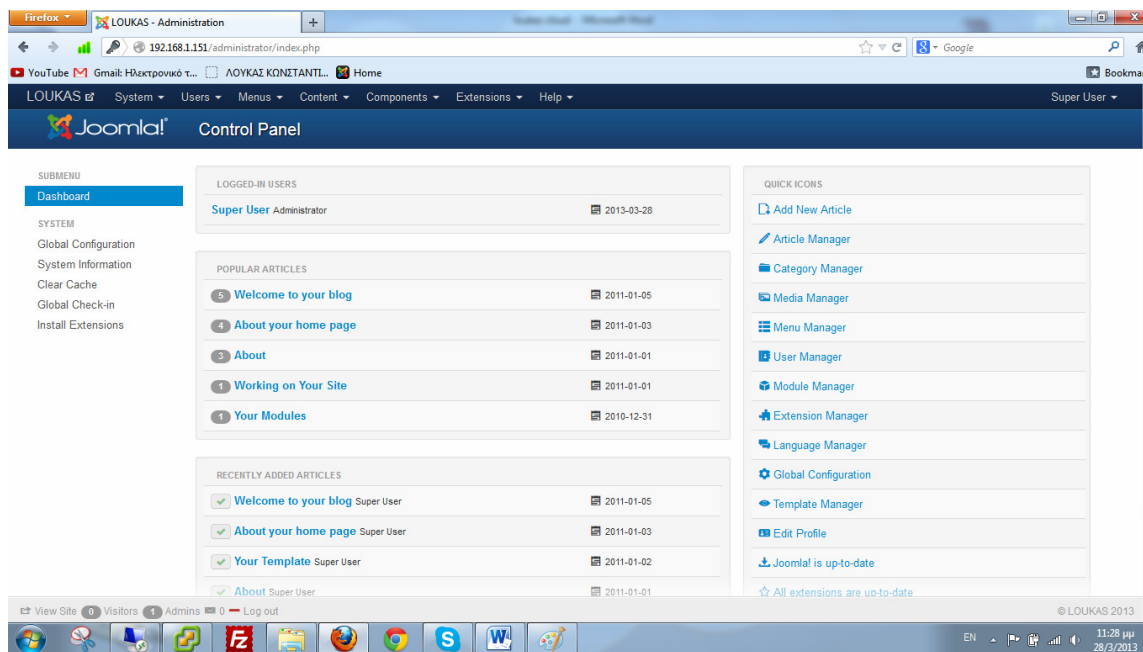 Firefox
LOUKAS - Administration
192.168.1.151/administrator/index.php
Google
YouTube Gmail: Ηλεκτρονικό τ... ΛΟΥΚΑΣ ΚΩΝΣΤΑΝΤΙ... Home
Bookma
LOUKAS System Users Menus Content Components Extensions Help Super User
Joomla! Control Panel
SUBMENU
Dashboard
SYSTEM
Global Configuration
System Information
Clear Cache
Global Check-in
Install Extensions
LOGGED-IN USERS
Super User Administrator 2013-03-28
POPULAR ARTICLES
5 Welcome to your blog 2011-01-05
4 About your home page 2011-01-03
3 About 2011-01-01
1 Working on Your Site 2011-01-01
1 Your Modules 2010-12-31
RECENTLY ADDED ARTICLES
Welcome to your blog Super User 2011-01-05
About your home page Super User 2011-01-03
Your Template Super User 2011-01-02
About Super User 2011-01-01
QUICK ICONS
Add New Article
Article Manager
Category Manager
Media Manager
Menu Manager
User Manager
Module Manager
Extension Manager
Language Manager
Global Configuration
Template Manager
Edit Profile
Joomla! is up-to-date
All extensions are up-to-date
View Site 0 Visitors 1 Admins 0 Log out
© LOUKAS 2013
EN
11:28 μμ
28/3/2013